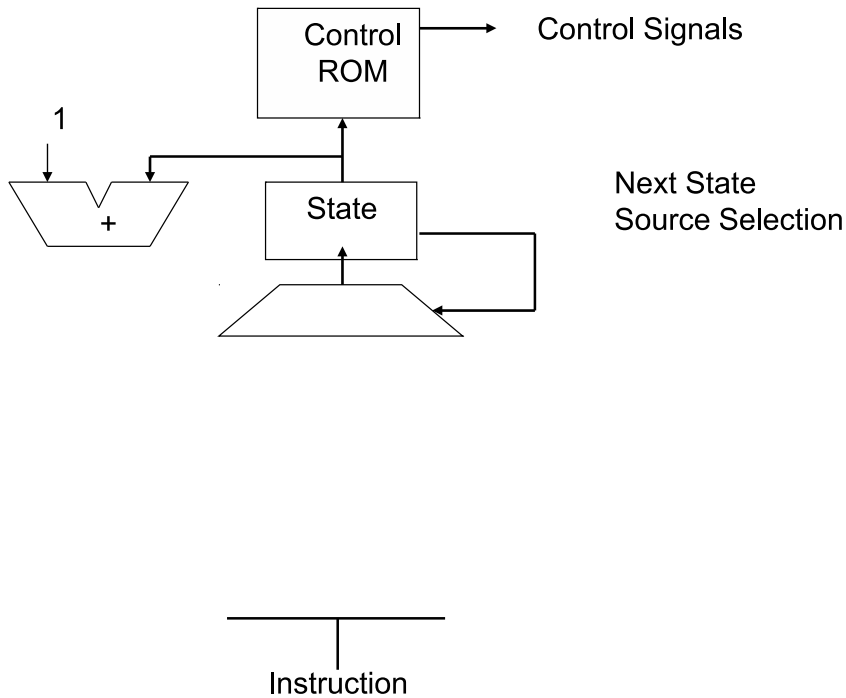 Control
ROM
Control Signals
1
+
State
Next State
Source Selection
Instruction